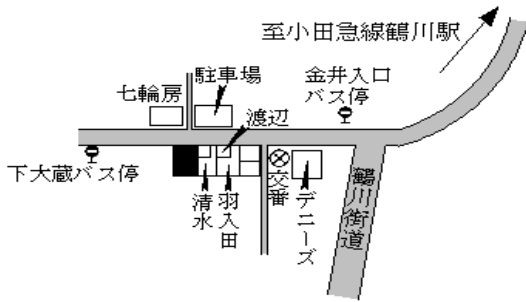 至小田急線鶴川駅
駐車場
金井入口
バス停
七輪房
渡辺
下大蔵バス停
清水
羽入田
交番
デニーズ
鶴川街道